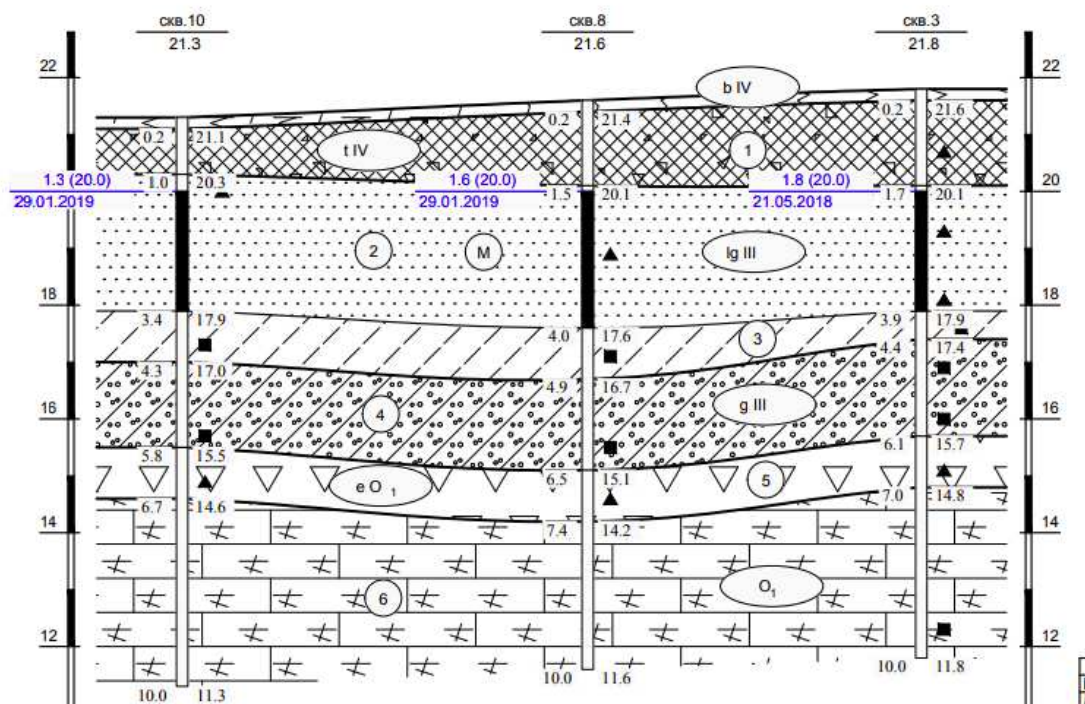 скв.10 скв.8 скв.3
21.3 21.6 21.8
22 22
b IV
0.2 21.1 0.2 21.4 0.2 21.6
t IV 1
1.3 (20.0) 1.0 20.3 1.6 (20.0) 1.8 (20.0)
20 20
29.01.2019 29.01.2019 1.5 20.1 21.05.2018 1.7 20.1
2 M lg III
18 18
3.4 17.9 4.0 17.6 3.9 17.9
3
4.3 17.0 4.9 16.7 4.4 17.4
4 g III
16 16
5.8 15.5 6.5 15.1 6.1 15.7
e O1 5
6.7 14.6 7.4 14.2 7.0 14.8
14 14
6 O1
12 12
10.0 11.3 10.0 11.6 10.0 11.8